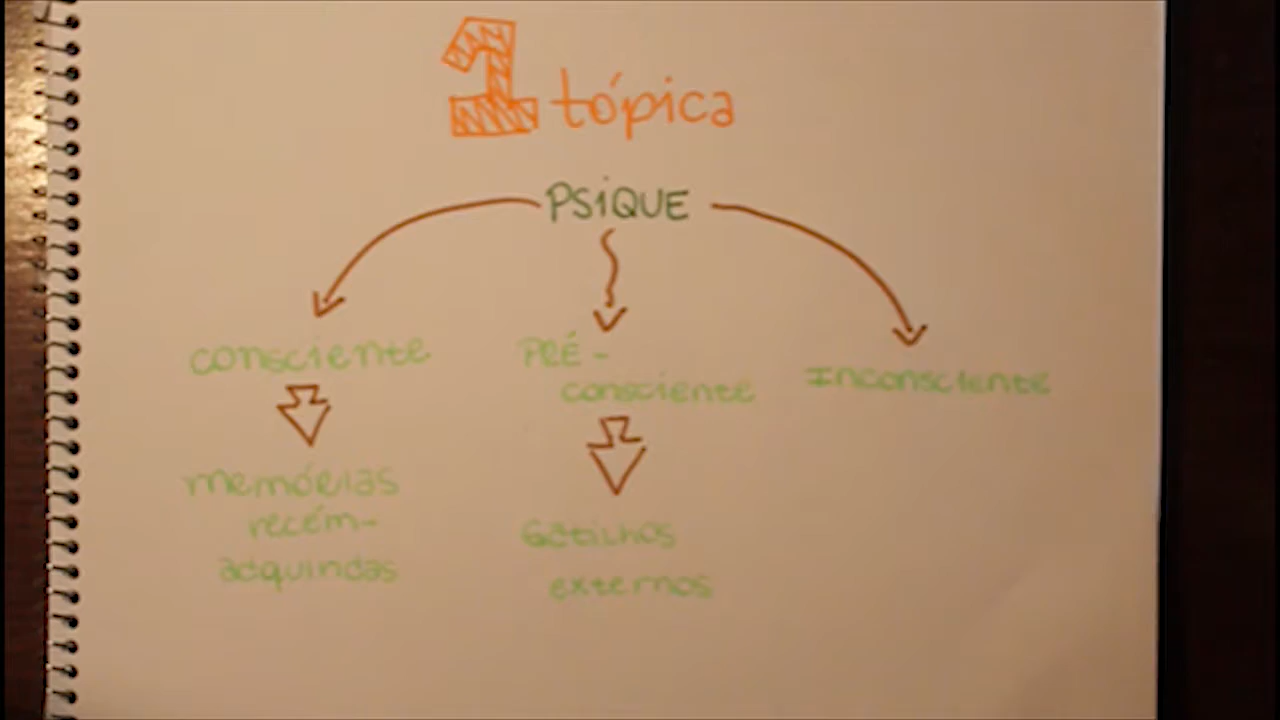 1 tópica
PSIQUE
consciente
PRÉ-
consciente
Inconsciente
memórias
recém-
adquiridas
Gatilhos
externos